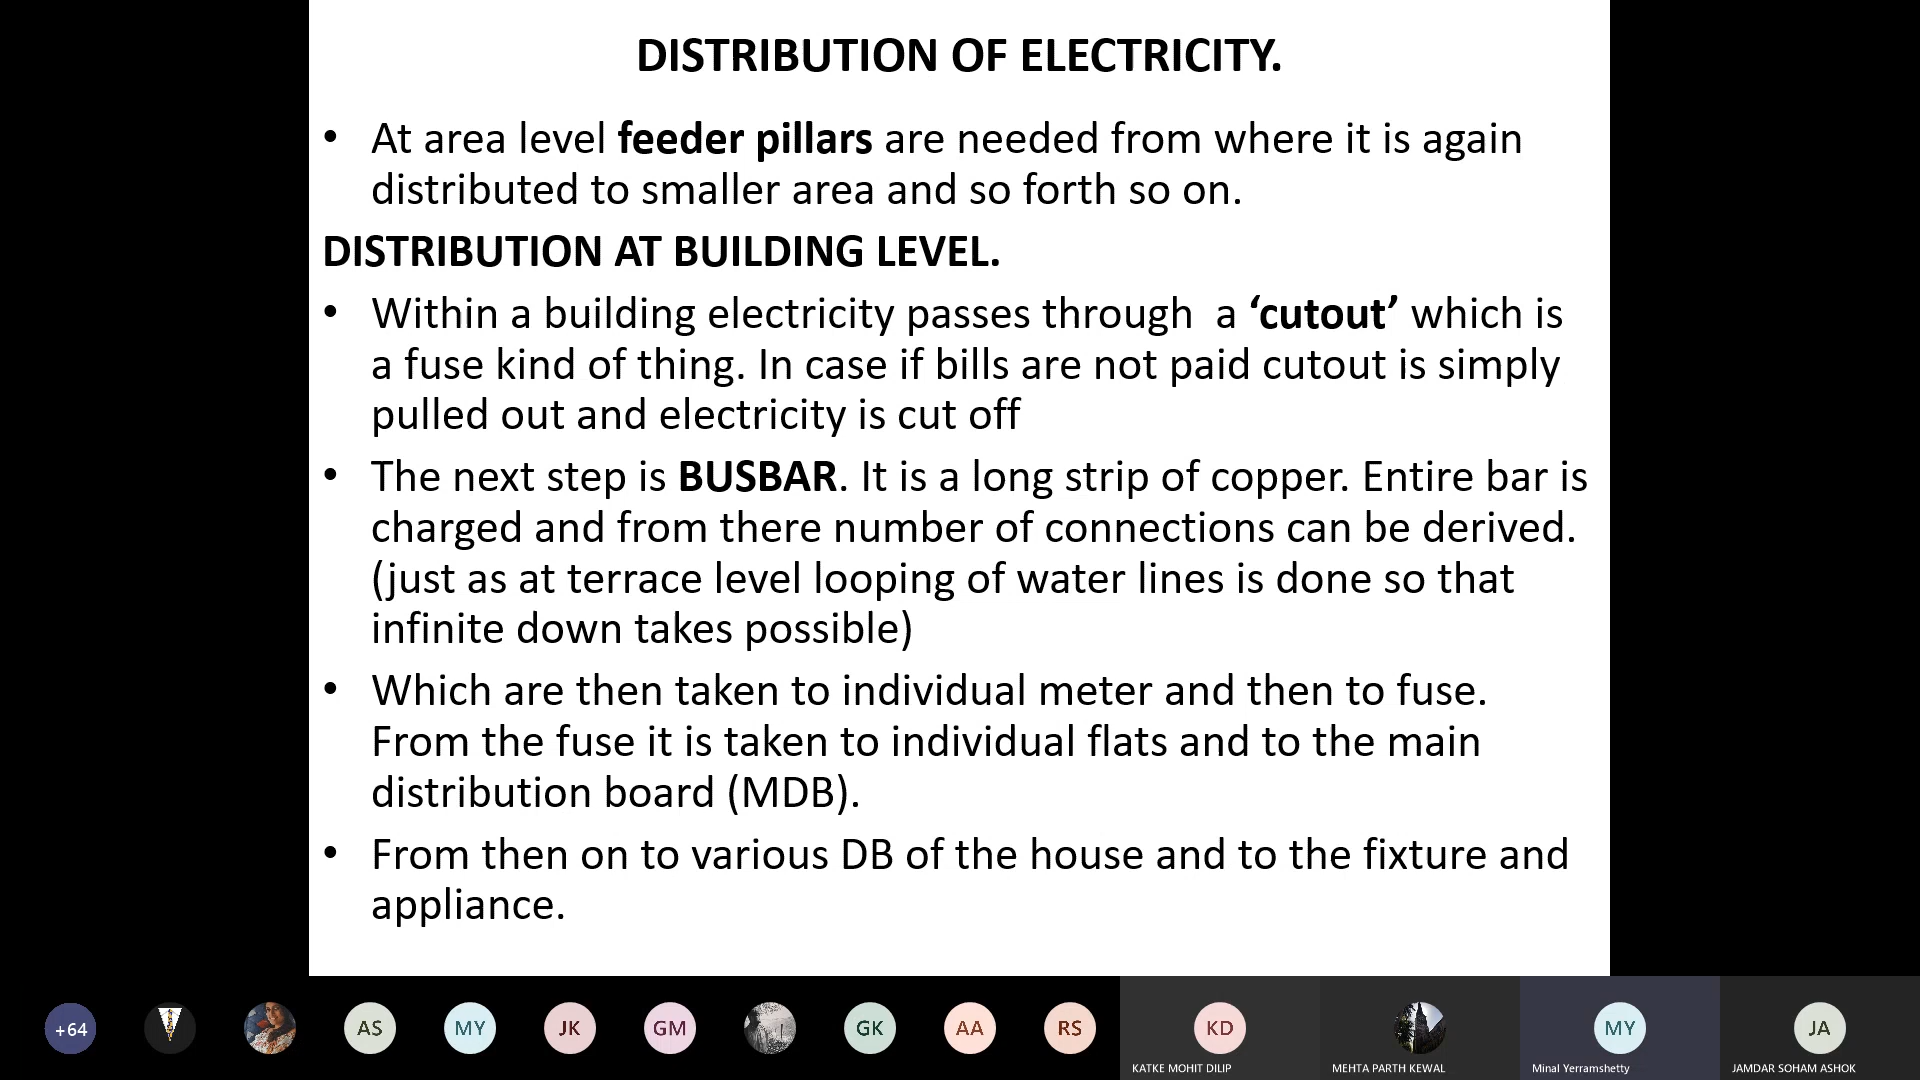 DISTRIBUTION OF ELECTRICITY.
• At area level feeder pillars are needed from where it is again
distributed to smaller area and so forth so on.
DISTRIBUTION AT BUILDING LEVEL.
• Within a building electricity passes through  a ‘cutout’ which is
a fuse kind of thing. In case if bills are not paid cutout is simply
pulled out and electricity is cut off
• The next step is BUSBAR. It is a long strip of copper. Entire bar is
charged and from there number of connections can be derived.
(just as at terrace level looping of water lines is done so that
infinite down takes possible)
• Which are then taken to individual meter and then to fuse.
From the fuse it is taken to individual flats and to the main
distribution board (MDB).
• From then on to various DB of the house and to the fixture and
appliance.
+64 AS MY JK GM GK AA RS KD MY JA
KATKE MOHIT DILIP MEHTA PARTH KEWAL Minal Yerramshetty JAMDAR SOHAM ASHOK